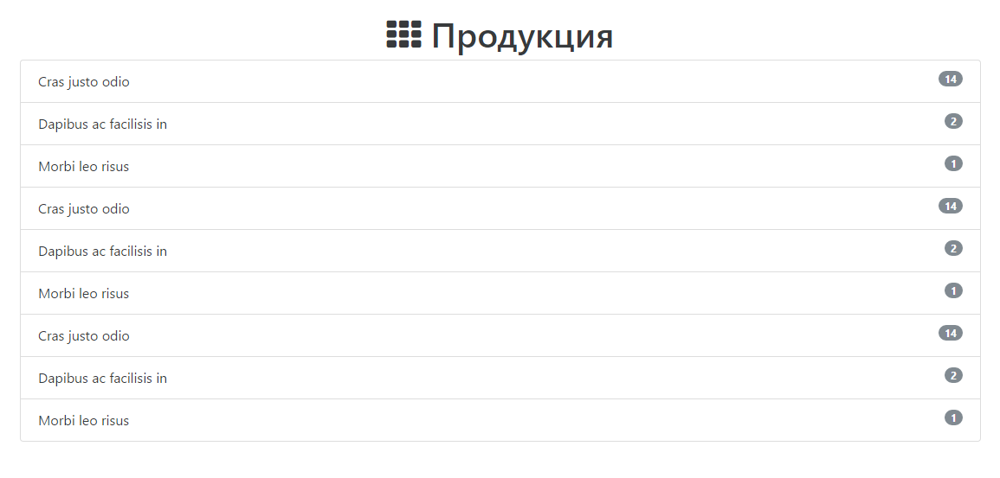 Продукция
Cras justo odio 14
Dapibus ac facilisis in 2
Morbi leo risus 1
Cras justo odio 14
Dapibus ac facilisis in 2
Morbi leo risus 1
Cras justo odio 14
Dapibus ac facilisis in 2
Morbi leo risus 1